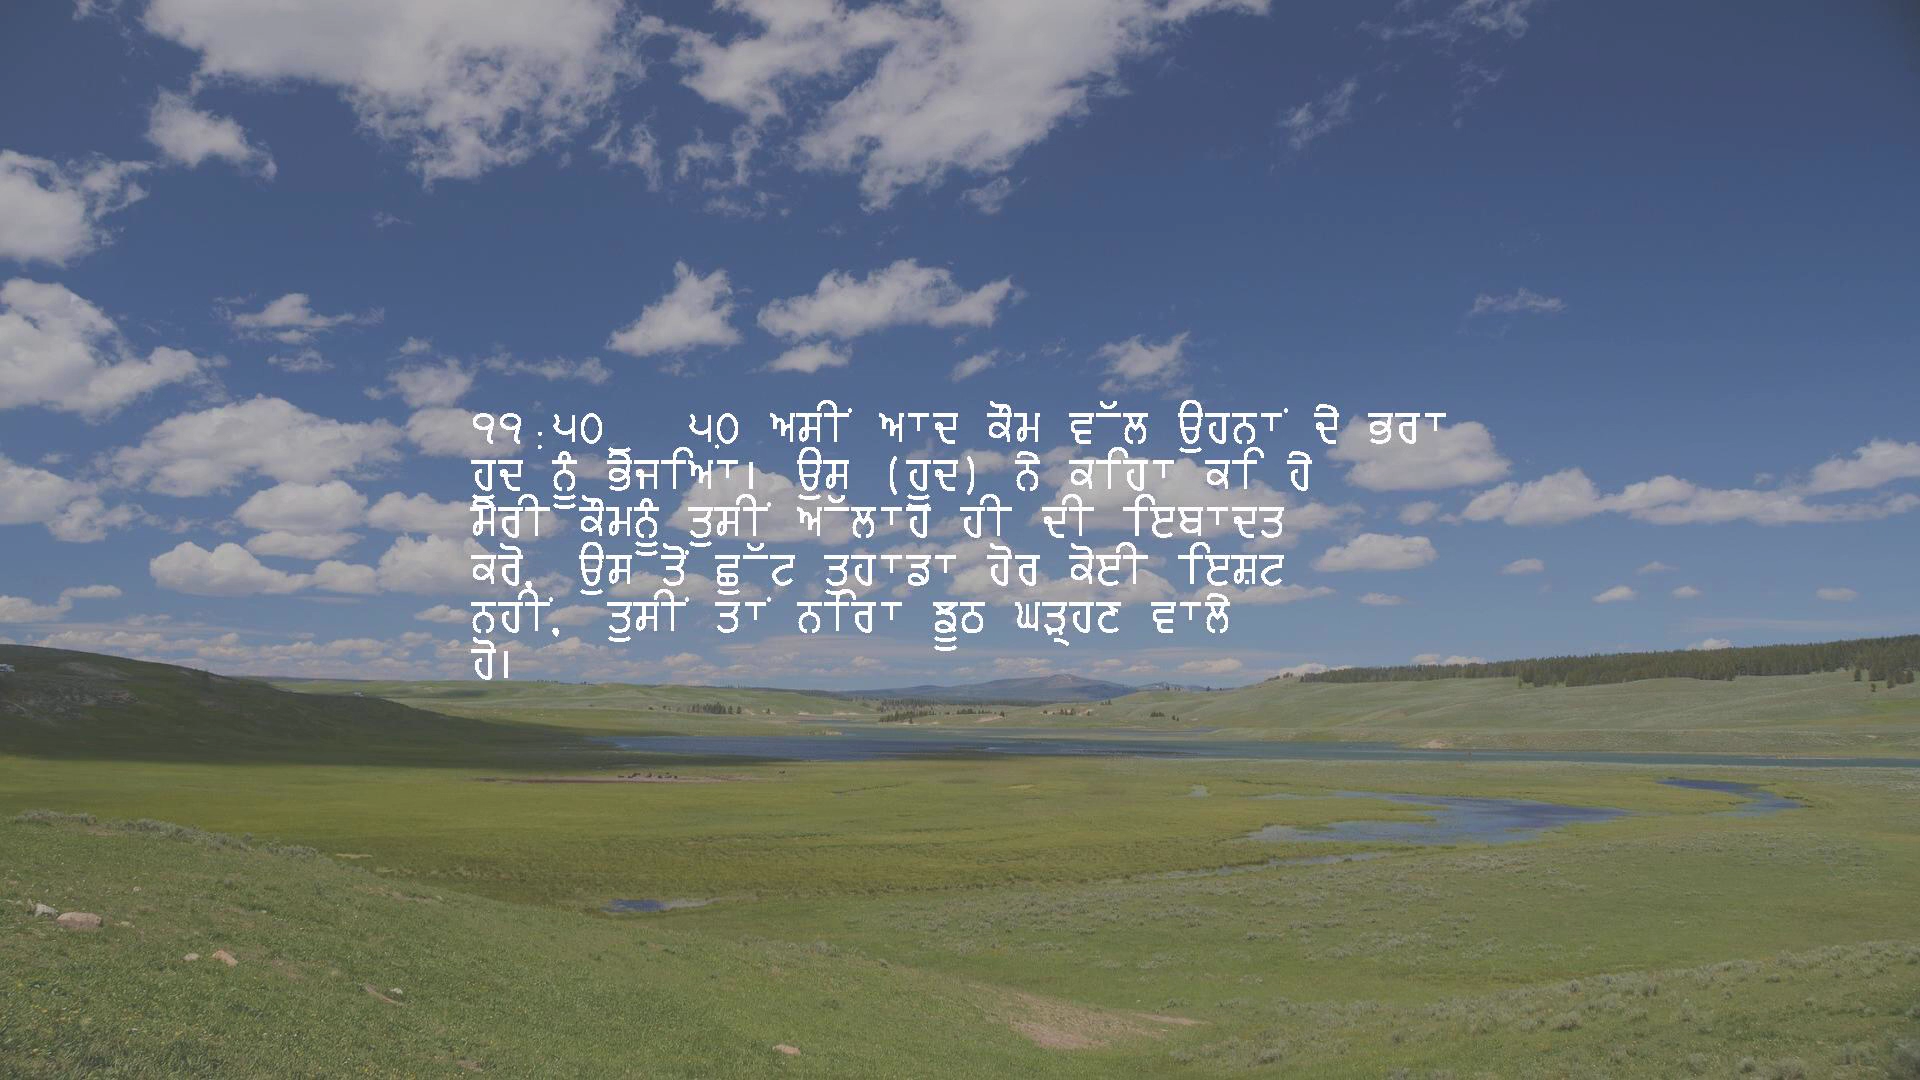 ੧੧:੫੦   ੫੦ ਅਸੀਂ ਆਦ ਕੌਮ ਵੱਲ ਉਹਨਾਂ ਦੇ ਭਰਾ
ਹੂਦ ਨੂੰ ਭੇਜਿਆ। ਉਸ (ਹੂਦ) ਨੇ ਕਿਹਾ ਕਿ ਹੇ
ਮੇਰੀ ਕੌਮਨੂੰ ਤੁਸੀਂ ਅੱਲਾਹ ਹੀ ਦੀ ਇਬਾਦਤ
ਕਰੋ, ਉਸ ਤੋਂ ਛੁੱਟ ਤੁਹਾਡਾ ਹੋਰ ਕੋਈ ਇਸ਼ਟ
ਨਹੀਂ, ਤੁਸੀਂ ਤਾਂ ਨਿਰਾ ਝੂਠ ਘੜ੍ਹਣ ਵਾਲੇ
ਹੋ।